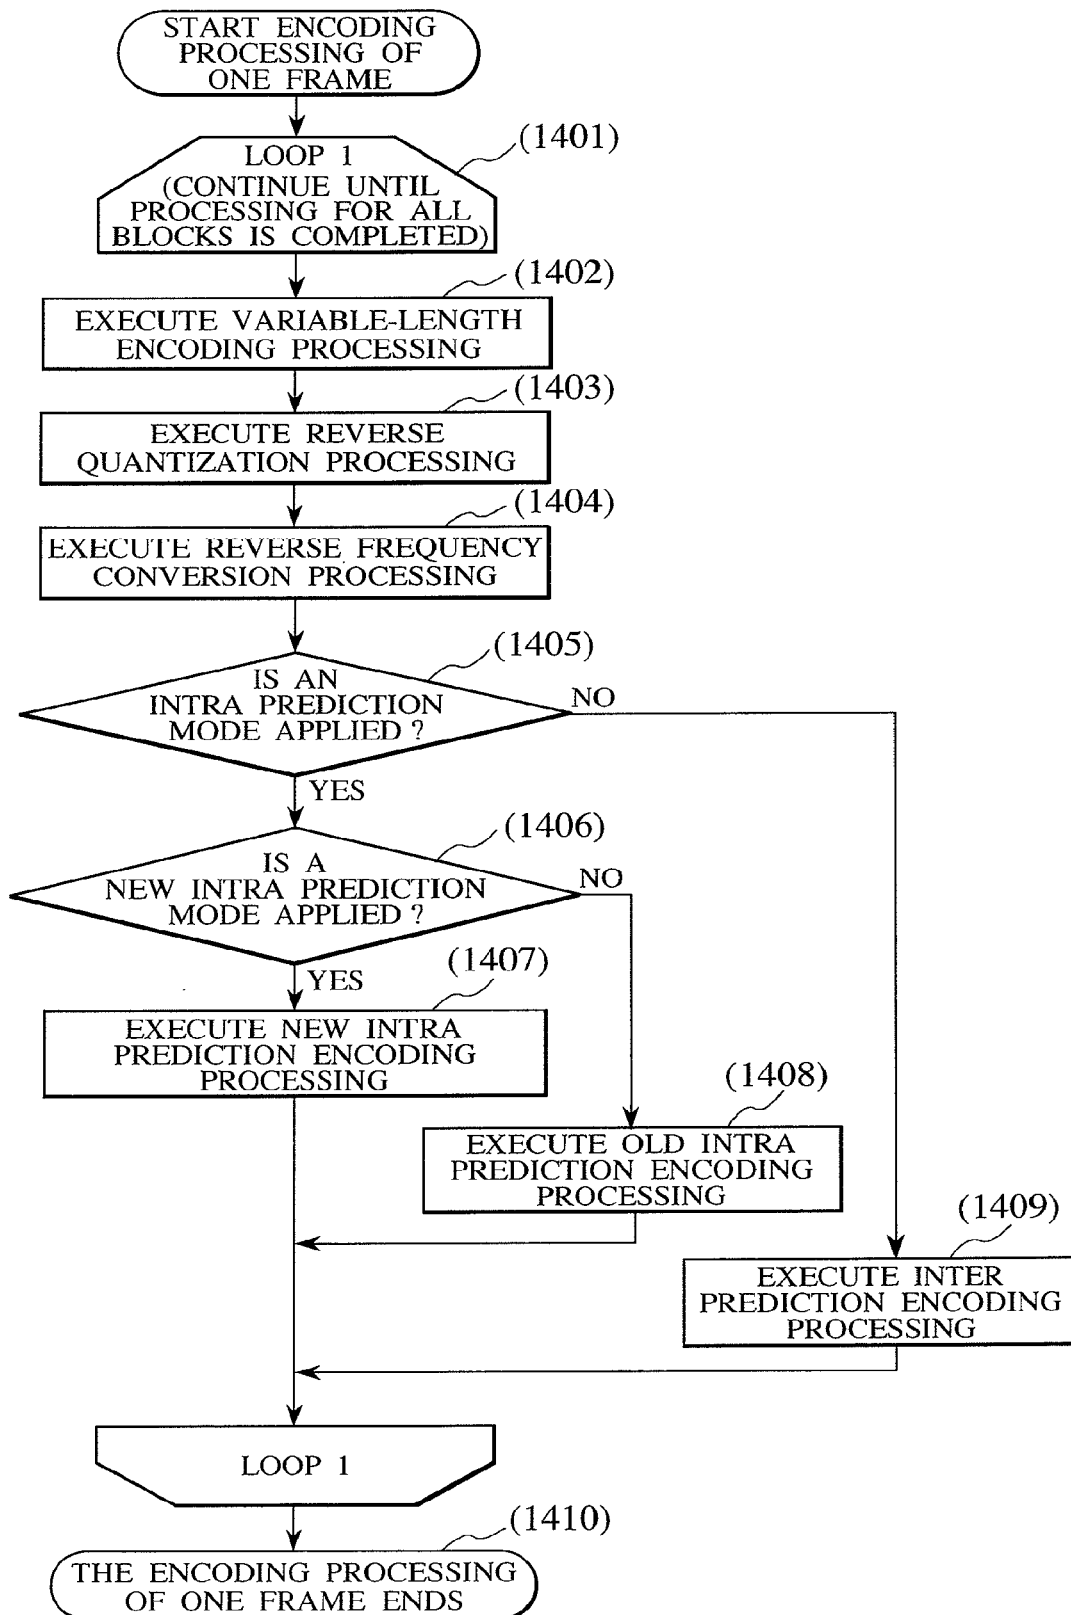 START ENCODING
PROCESSING OF
ONE FRAME
(1401)
LOOP 1
(CONTINUE UNTIL
PROCESSING FOR ALL
BLOCKS IS COMPLETED)
(1402)
EXECUTE VARIABLE-LENGTH
ENCODING PROCESSING
(1403)
EXECUTE REVERSE
QUANTIZATION PROCESSING
(1404)
EXECUTE REVERSE FREQUENCY
CONVERSION PROCESSING
(1405)
IS AN
INTRA PREDICTION
MODE APPLIED ?
NO
YES
(1406)
IS A
NEW INTRA PREDICTION
MODE APPLIED ?
NO
YES
(1407)
EXECUTE NEW INTRA
PREDICTION ENCODING
PROCESSING
(1408)
EXECUTE OLD INTRA
PREDICTION ENCODING
PROCESSING
(1409)
EXECUTE INTER
PREDICTION ENCODING
PROCESSING
LOOP 1
(1410)
THE ENCODING PROCESSING
OF ONE FRAME ENDS